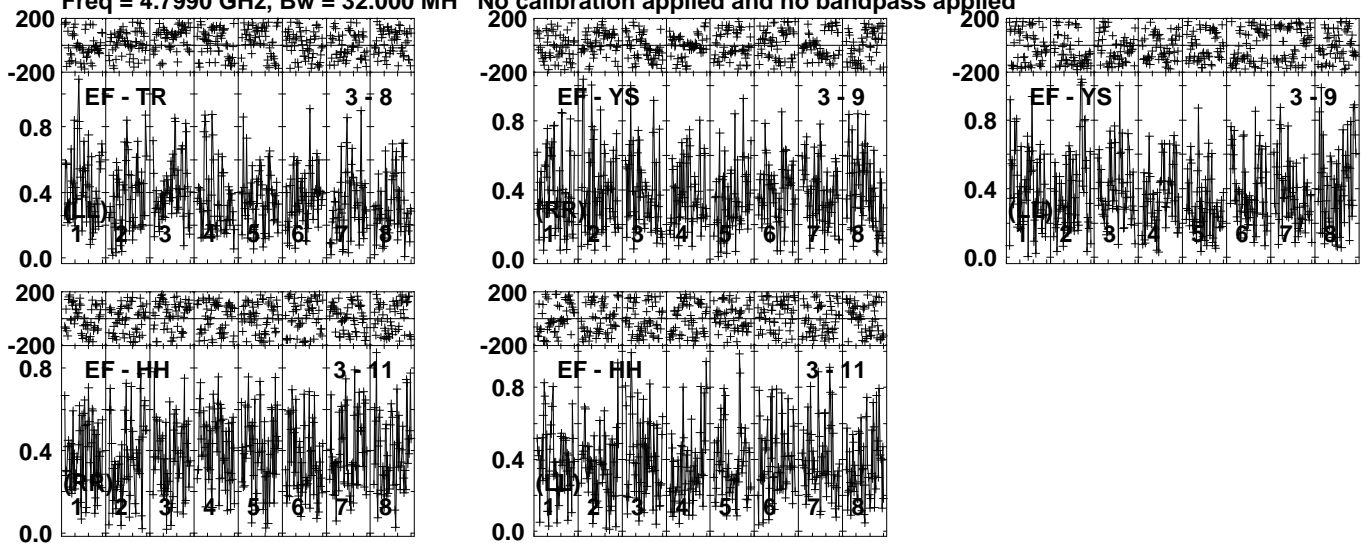 Freq = 4.7990 GHz, Bw = 32.000 MH No calibration applied and no bandpass applied
200
-200
EF - TR 3 - 8
0.8
0.4
(LL)
1 2 3 4 5 6 7 8
0.0
200
-200
EF - YS 3 - 9
0.8
0.4
(RR)
1 2 3 4 5 6 7 8
0.0
200
-200
EF - YS 3 - 9
0.8
0.4
(LL)
1 2 3 4 5 6 7 8
0.0
200
-200
EF - HH 3 - 11
0.8
0.4
(RR)
1 2 3 4 5 6 7 8
0.0
200
-200
EF - HH 3 - 11
0.8
0.4
(LL)
1 2 3 4 5 6 7 8
0.0